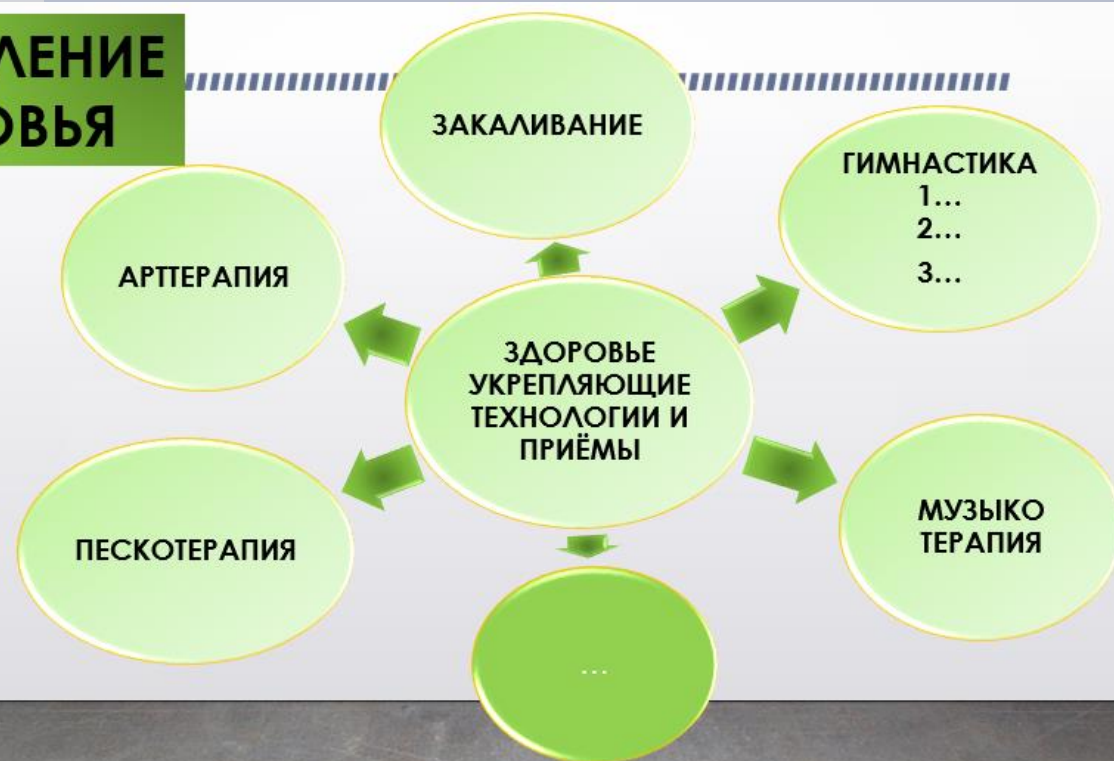 ЛЕНИЕ
ОВЬЯ
ЗАКАЛИВАНИЕ
ГИМНАСТИКА
1...
2...
3...
АРТТЕРАПИЯ
ЗДОРОВЬЕ
УКРЕПЛЯЮЩИЕ
ТЕХНОЛОГИИ И
ПРИЁМЫ
МУЗЫКО
ТЕРАПИЯ
ПЕСКОТЕРАПИЯ
...